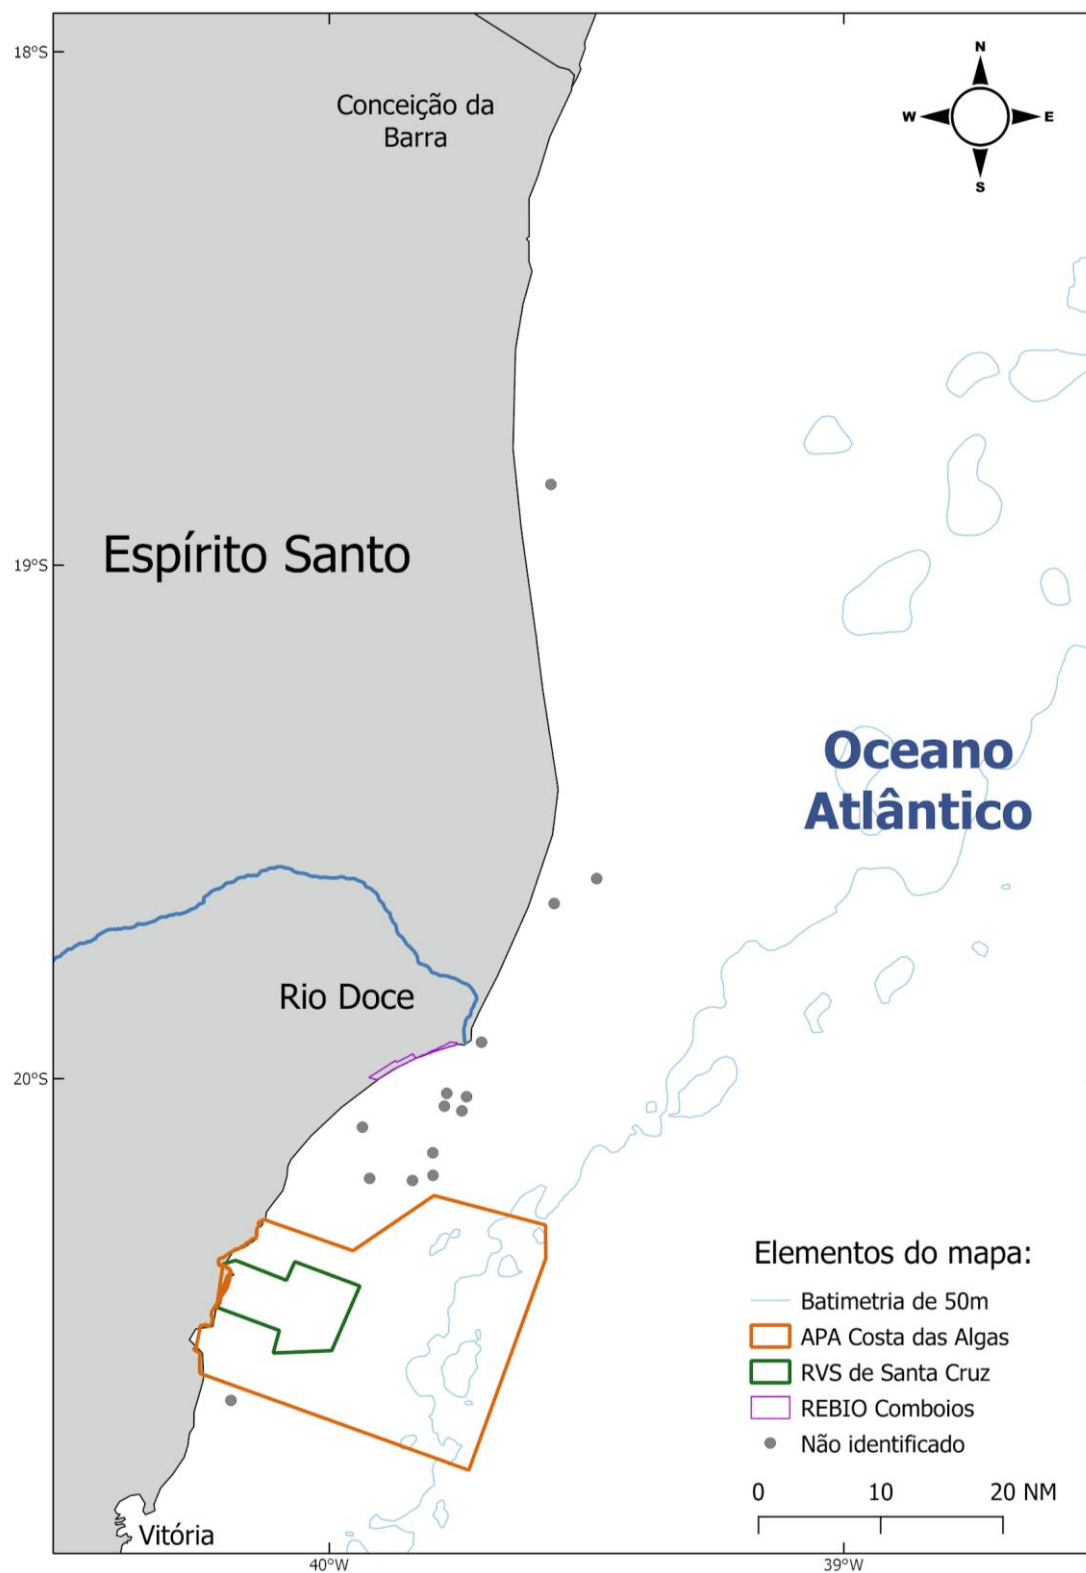 18°S
N
W
E
S
Conceição da
Barra
Espírito Santo
19°S
Oceano
Atlântico
Rio Doce
20°S
Elementos do mapa:
Batimetria de 50m
APA Costa das Algas
RVS de Santa Cruz
REBIO Comboios
Não identificado
0 10 20 NM
Vitória
40°W
39°W